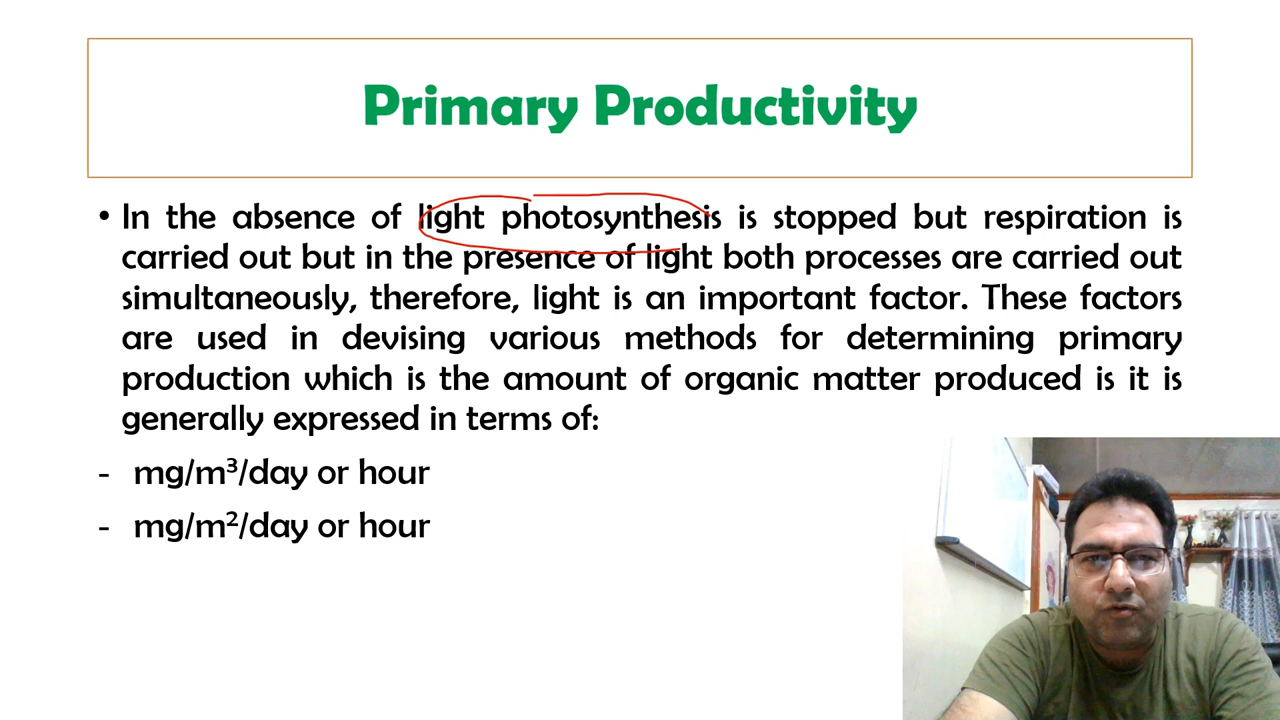 Primary Productivity
• In the absence of light photosynthesis is stopped but respiration is
carried out but in the presence of light both processes are carried out
simultaneously, therefore, light is an important factor. These factors
are used in devising various methods for determining primary
production which is the amount of organic matter produced is it is
generally expressed in terms of:
- mg/m³/day or hour
- mg/m²/day or hour